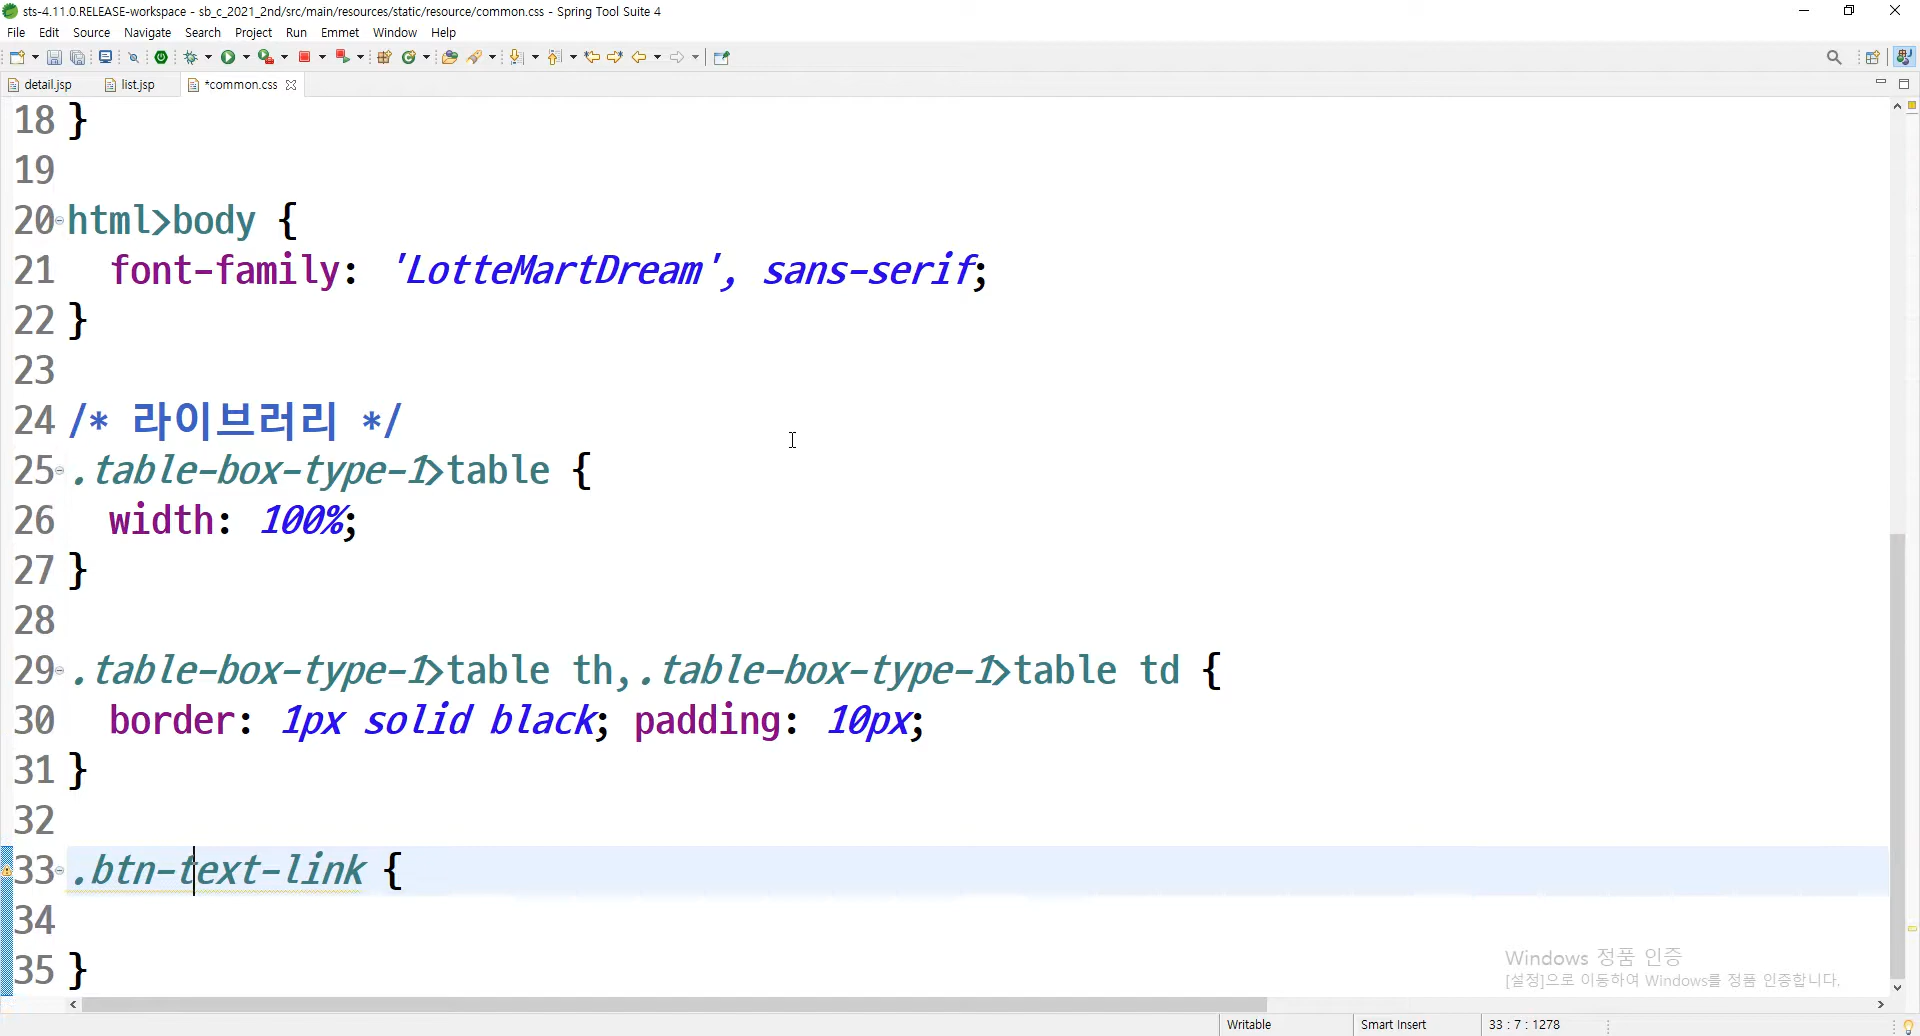 sts-4.11.0.RELEASE-workspace - sb_c_2021_2nd/src/main/resources/static/resource/common.css - Spring Tool Suite 4
File Edit Source Navigate Search Project Run Emmet Window Help
detail.jsp list.jsp *common.css
18 }
19
20 html>body {
21 font-family: 'LotteMartDream', sans-serif;
22 }
23
24 /* 라이브러리 */
25 .table-box-type-1>table {
26 width: 100%;
27 }
28
29 .table-box-type-1>table th,.table-box-type-1>table td {
30 border: 1px solid black; padding: 10px;
31 }
32
33 .btn-text-link {
34
35 }
Windows 정품 인증
[설정]으로 이동하여 Windows를 정품 인증합니다.
Writable Smart Insert 33 : 7 : 1278